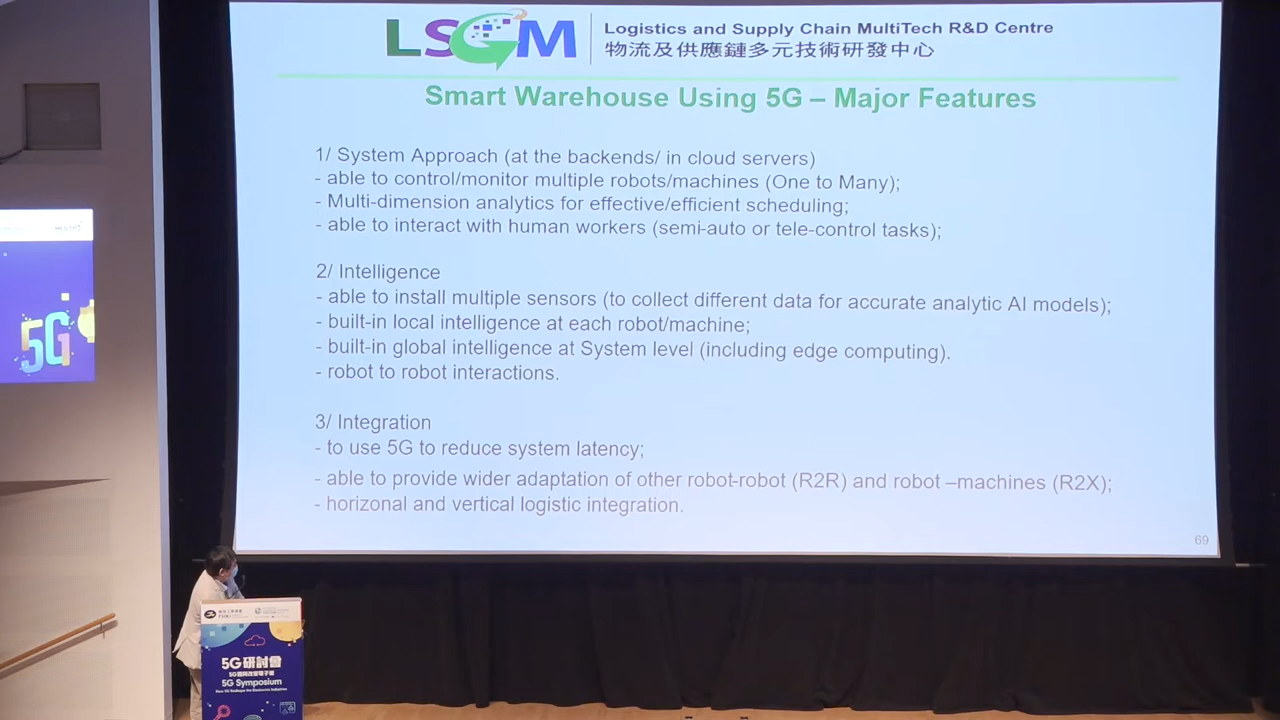 LSCM
Logistics and Supply Chain MultiTech R&D Centre
物流及供應鏈多元技術研發中心
Smart Warehouse Using 5G – Major Features
1/ System Approach (at the backends/ in cloud servers)
- able to control/monitor multiple robots/machines (One to Many);
- Multi-dimension analytics for effective/efficient scheduling;
- able to interact with human workers (semi-auto or tele-control tasks);
2/ Intelligence
- able to install multiple sensors (to collect different data for accurate analytic AI models);
- built-in local intelligence at each robot/machine;
- built-in global intelligence at System level (including edge computing).
- robot to robot interactions.
3/ Integration
- to use 5G to reduce system latency;
- able to provide wider adaptation of other robot-robot (R2R) and robot –machines (R2X);
- horizonal and vertical logistic integration.
69
5G
5G研討會
5G Symposium